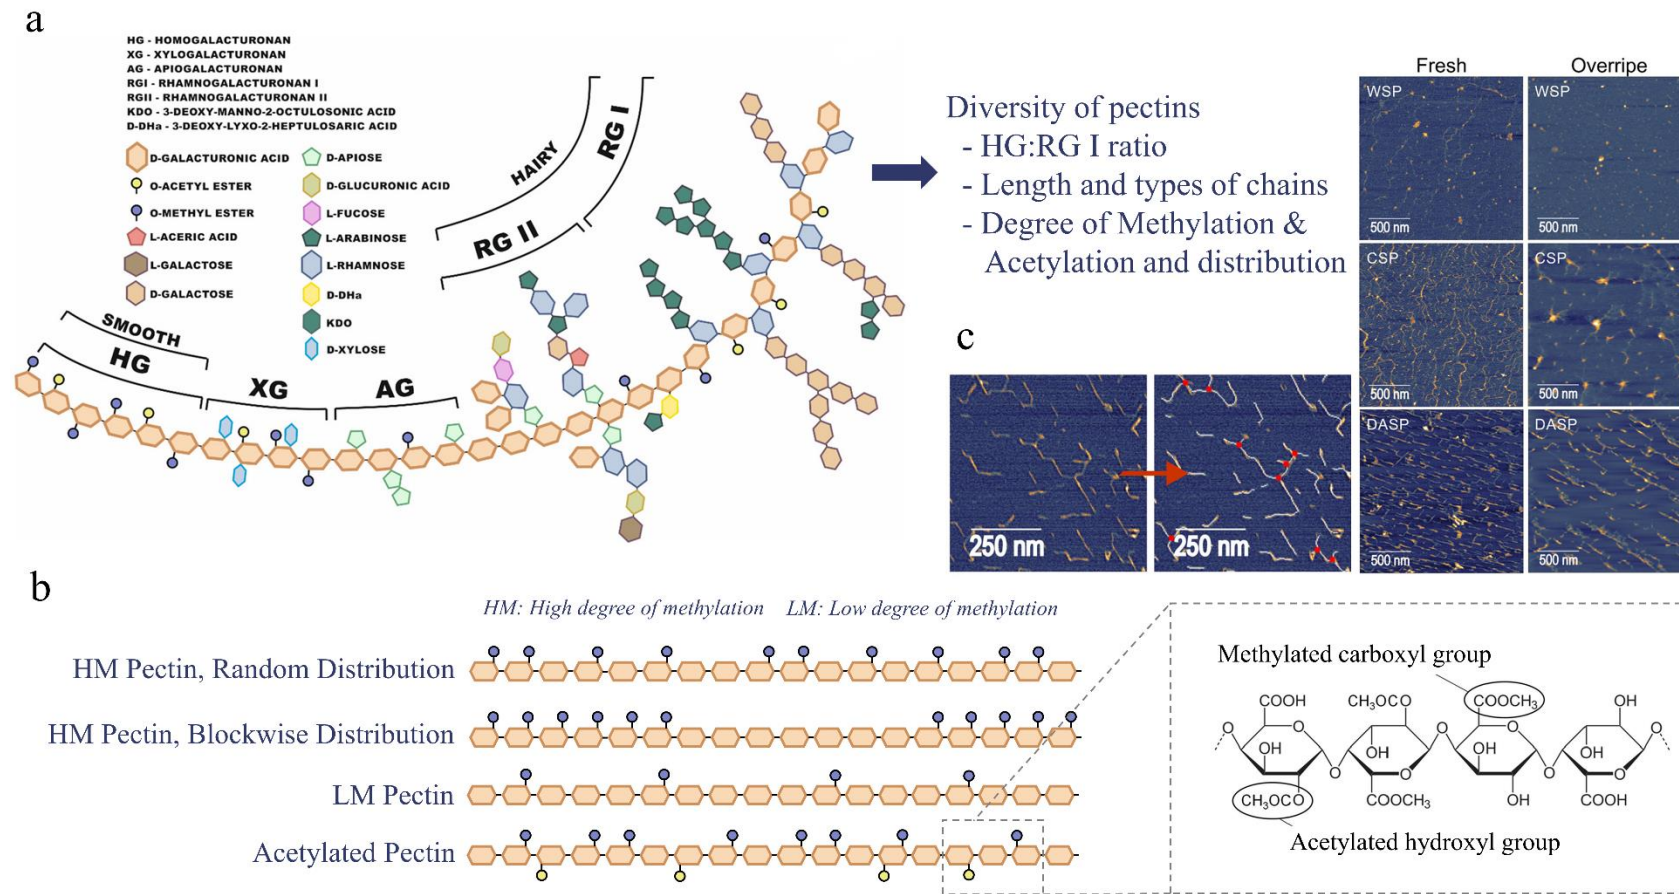 a
HG - HOMOGALACTURONAN
XG - XYLOGALACTURONAN
AG - APIOGALACTURONAN
RGI - RHAMNOGALACTURONAN I
RGII - RHAMNOGALACTURONAN II
KDO - 3-DEOXY-MANNO-2-OCTULOSONIC ACID
D-DHa - 3-DEOXY-LYXO-2-HEPTULOSARIC ACID
D-GALACTURONIC ACID
O-ACETYL ESTER
O-METHYL ESTER
L-ACERIC ACID
L-GALACTOSE
D-GALACTOSE
D-APIOSE
D-GLUCURONIC ACID
L-FUCOSE
L-ARABINOSE
L-RHAMNOSE
D-DHa
KDO
D-XYLOSE
SMOOTH
HG
XG
AG
HAIRY
RG II
RG I
Diversity of pectins
- HG:RG I ratio
- Length and types of chains
- Degree of Methylation &
Acetylation and distribution
Fresh
Overripe
WSP
500 nm
WSP
500 nm
CSP
500 nm
CSP
500 nm
DASP
500 nm
DASP
500 nm
c
250 nm
250 nm
b
HM: High degree of methylation
LM: Low degree of methylation
HM Pectin, Random Distribution
HM Pectin, Blockwise Distribution
LM Pectin
Acetylated Pectin
Methylated carboxyl group
COOH
CH₃OCO
COOCH₃
OH
O
O
O
OH
OH
O
OH
OH
O
O
O
O
O
CH₃OCO
COOCH₃
OH
COOH
Acetylated hydroxyl group